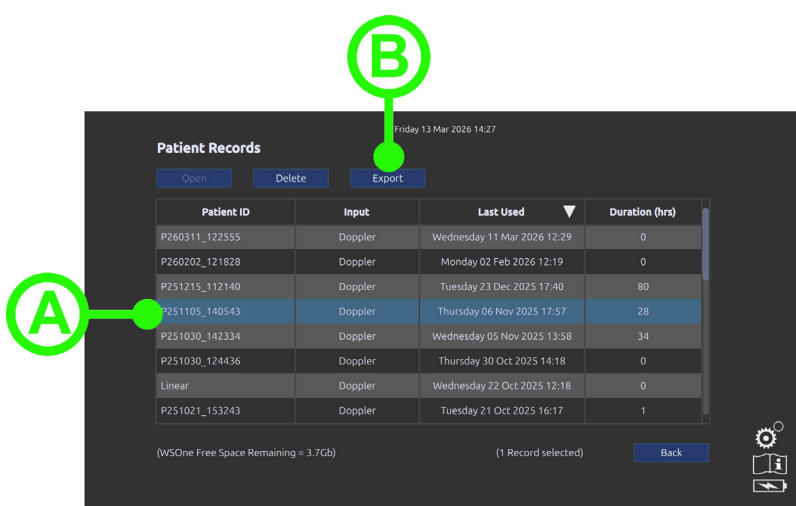 B
Friday 13 Mar 2026 14:27
Patient Records
Open Delete Export
Patient ID Input Last Used Duration (hrs)
P260311_122555 Doppler Wednesday 11 Mar 2026 12:29 0
P260202_121828 Doppler Monday 02 Feb 2026 12:19 0
P251215_112140 Doppler Tuesday 23 Dec 2025 17:40 80
A
P251105_140543 Doppler Thursday 06 Nov 2025 17:57 28
P251030_142334 Doppler Wednesday 05 Nov 2025 13:58 34
P251030_124436 Doppler Thursday 30 Oct 2025 14:18 0
Linear Doppler Wednesday 22 Oct 2025 12:18 0
P251021_153243 Doppler Tuesday 21 Oct 2025 16:17 1
(WSOne Free Space Remaining = 3.7Gb) (1 Record selected) Back
i